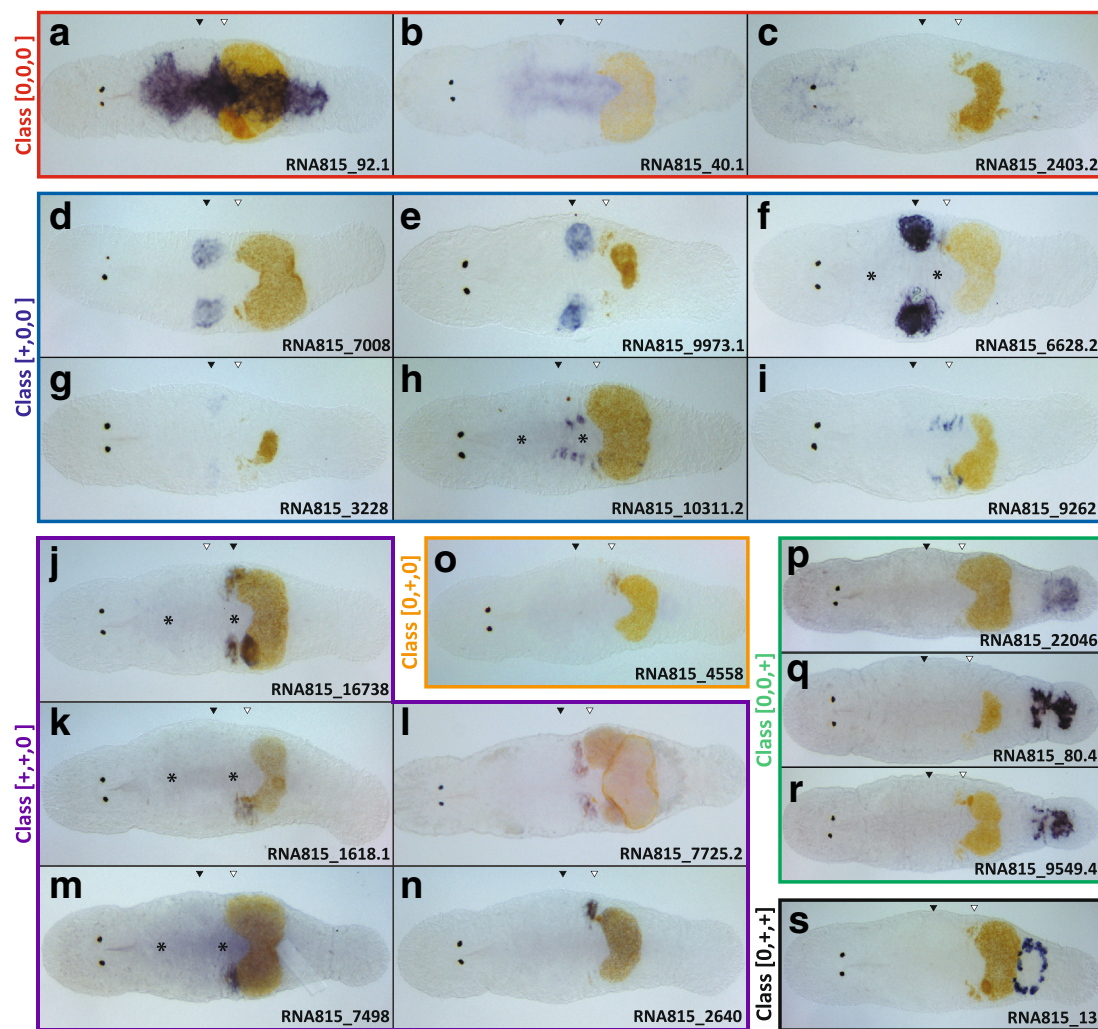 Class [0,0,0 ]
a
RNA815_92.1
b
RNA815_40.1
c
RNA815_2403.2
Class [+,0,0 ]
d
RNA815_7008
e
RNA815_9973.1
f
* *
RNA815_6628.2
g
RNA815_3228
h
* *
RNA815_10311.2
i
RNA815_9262
Class [+,+,0 ]
j
* *
RNA815_16738
k
* *
RNA815_1618.1
l
RNA815_7725.2
m
* *
RNA815_7498
n
RNA815_2640
Class [0,+,0 ]
o
RNA815_4558
Class [0,0,+ ]
p
RNA815_22046
q
RNA815_80.4
r
RNA815_9549.4
Class [0,+,+ ]
s
RNA815_13